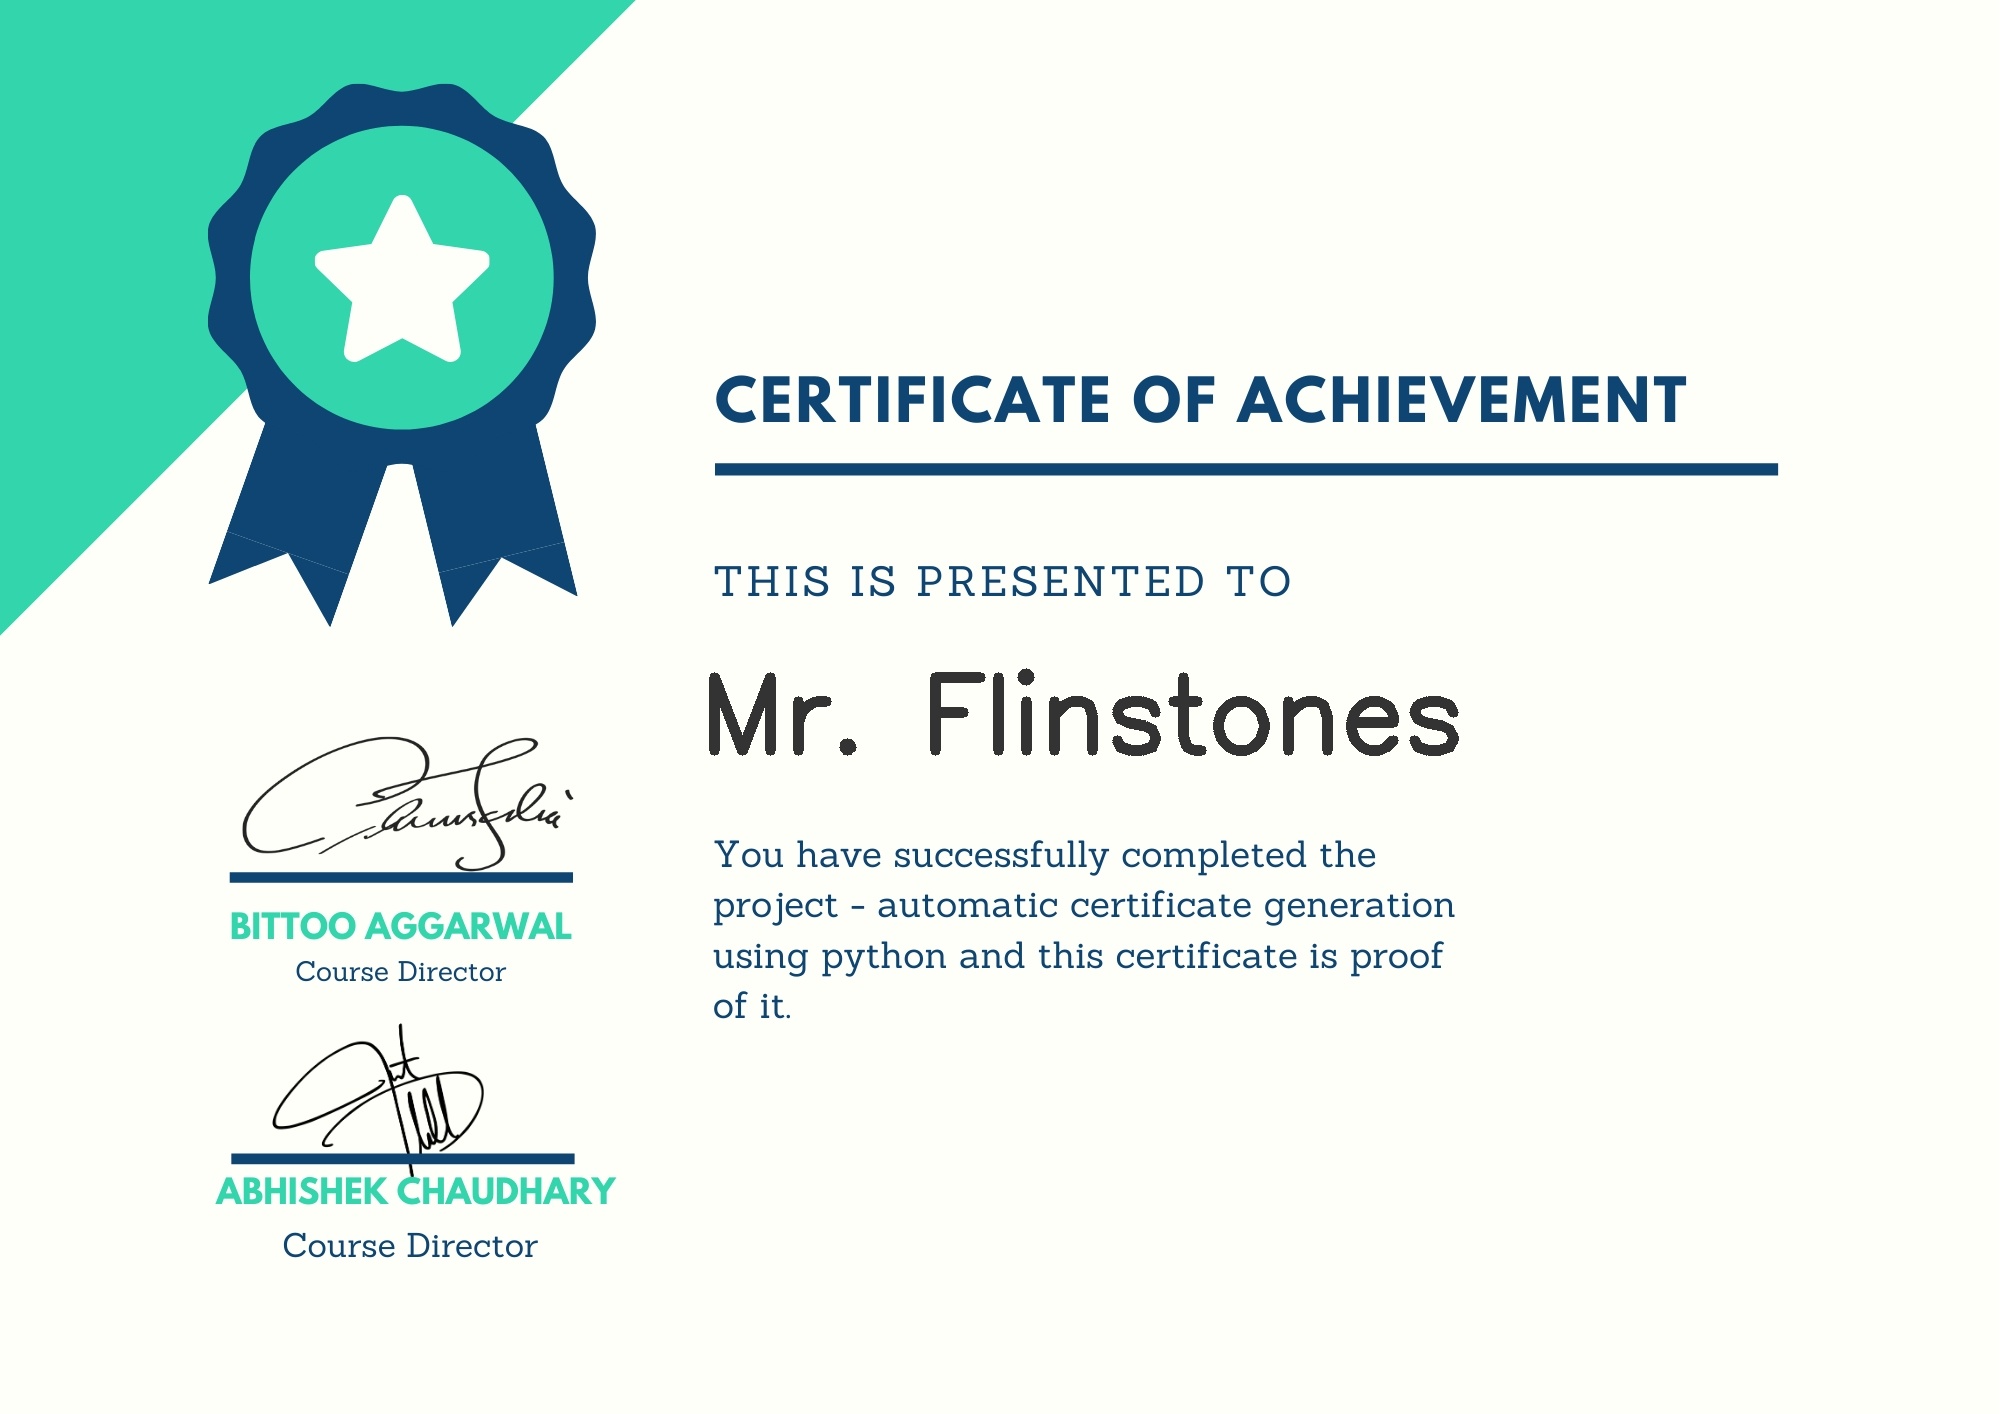 CERTIFICATE OF ACHIEVEMENT
THIS IS PRESENTED TO
Mr. Flinstones
You have successfully completed the
project - automatic certificate generation
using python and this certificate is proof
of it.
BITTOO AGGARWAL
Course Director
ABHISHEK CHAUDHARY
Course Director